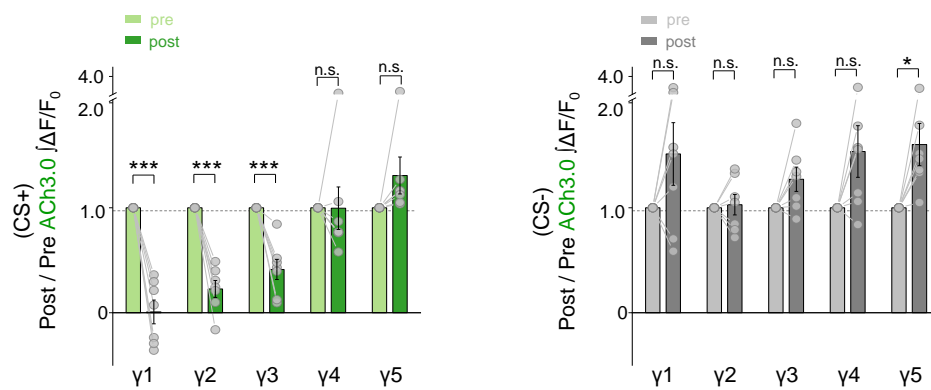 pre
post
4.0
2.0
1.0
0
(CS+)
Post / Pre ACh3.0 ∫ΔF/F₀
***
***
***
n.s.
n.s.
γ1
γ2
γ3
γ4
γ5
pre
post
4.0
2.0
1.0
0
(CS-)
Post / Pre ACh3.0 ∫ΔF/F₀
n.s.
n.s.
n.s.
n.s.
*
γ1
γ2
γ3
γ4
γ5